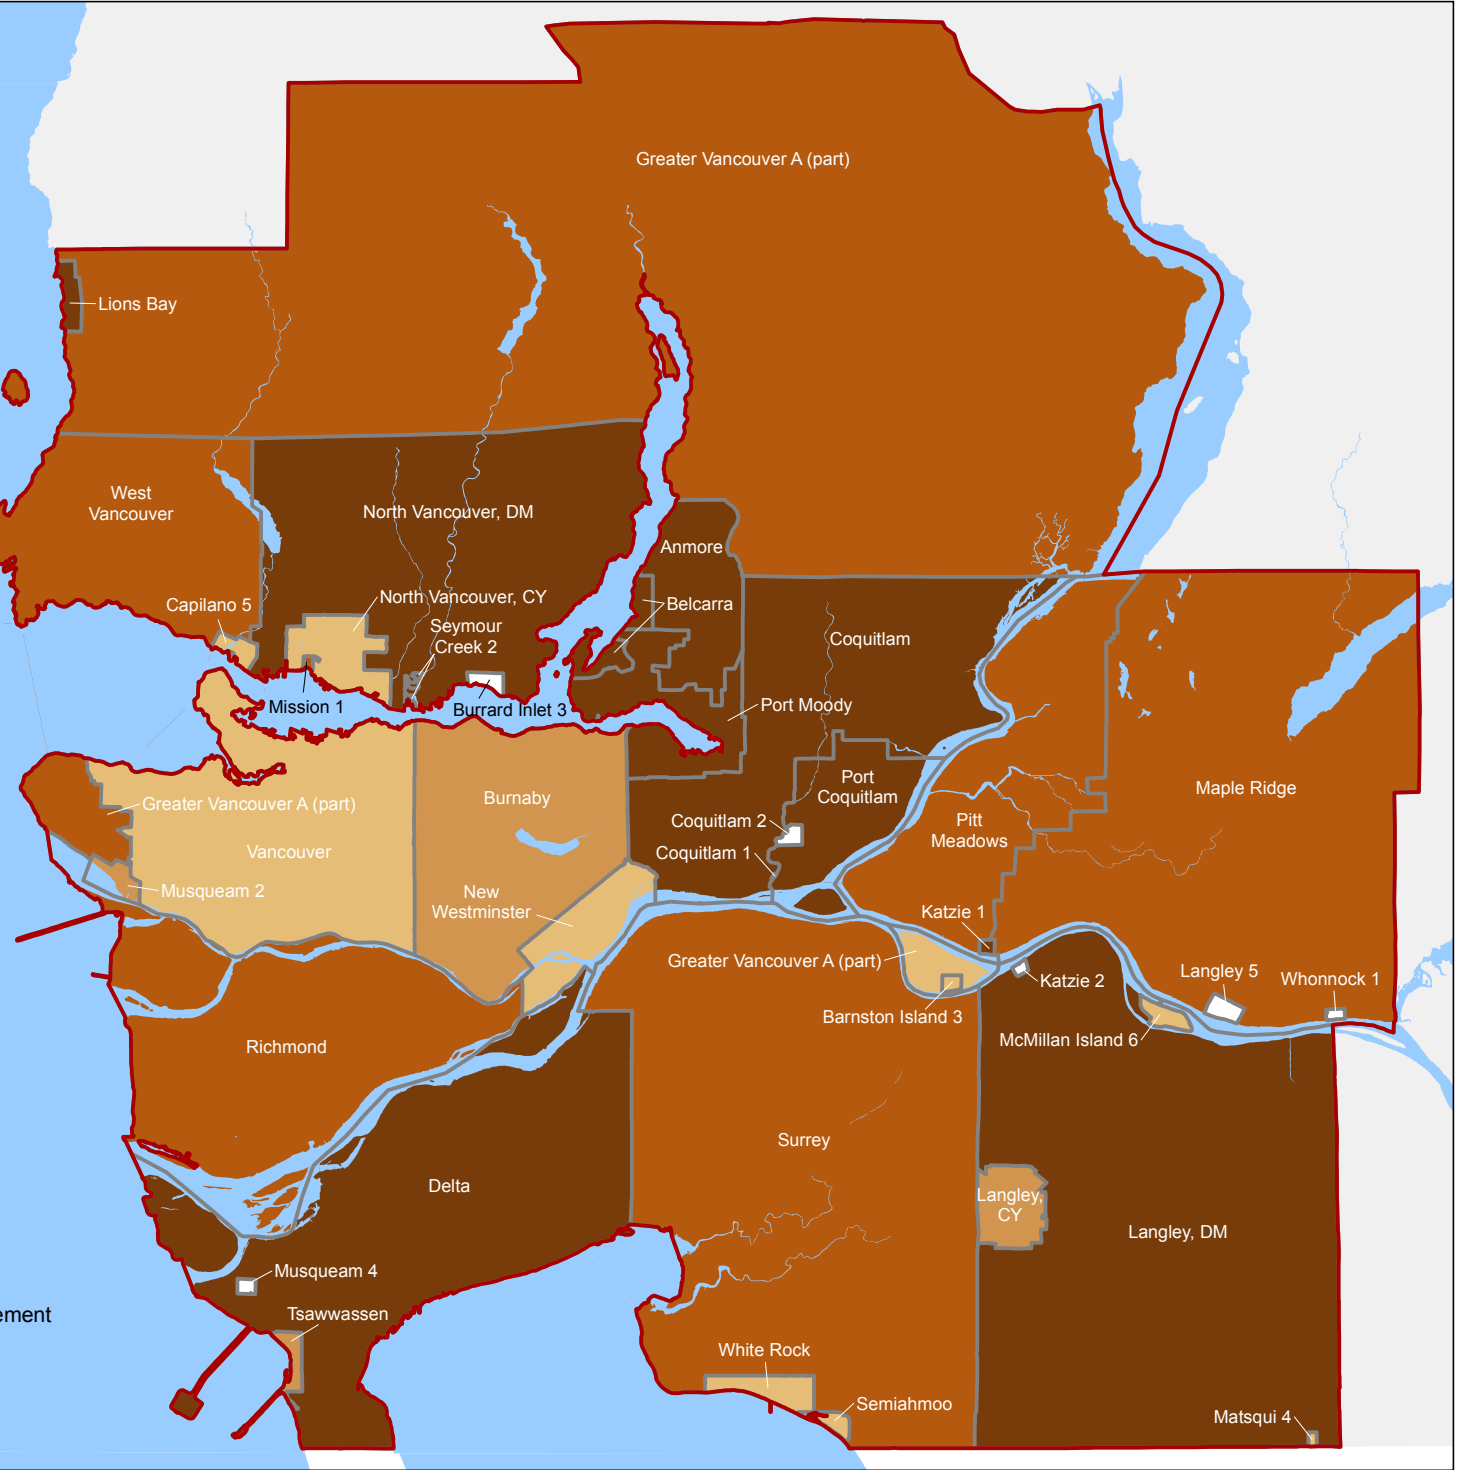 Greater Vancouver A (part)
Lions Bay
West
Vancouver
North Vancouver, DM
Anmore
Capilano 5
North Vancouver, CY
Belcarra
Seymour
Creek 2
Coquitlam
Mission 1
Burrard Inlet 3
Port Moody
Port
Coquitlam
Maple Ridge
Burnaby
Greater Vancouver A (part)
Coquitlam 2
Pitt
Meadows
Vancouver
Coquitlam 1
Musqueam 2
New
Westminster
Katzie 1
Greater Vancouver A (part)
Katzie 2
Langley 5
Whonnock 1
Barnston Island 3
McMillan Island 6
Richmond
Surrey
Delta
Langley,
CY
Langley, DM
Musqueam 4
ement
Tsawwassen
White Rock
Semiahmoo
Matsqui 4